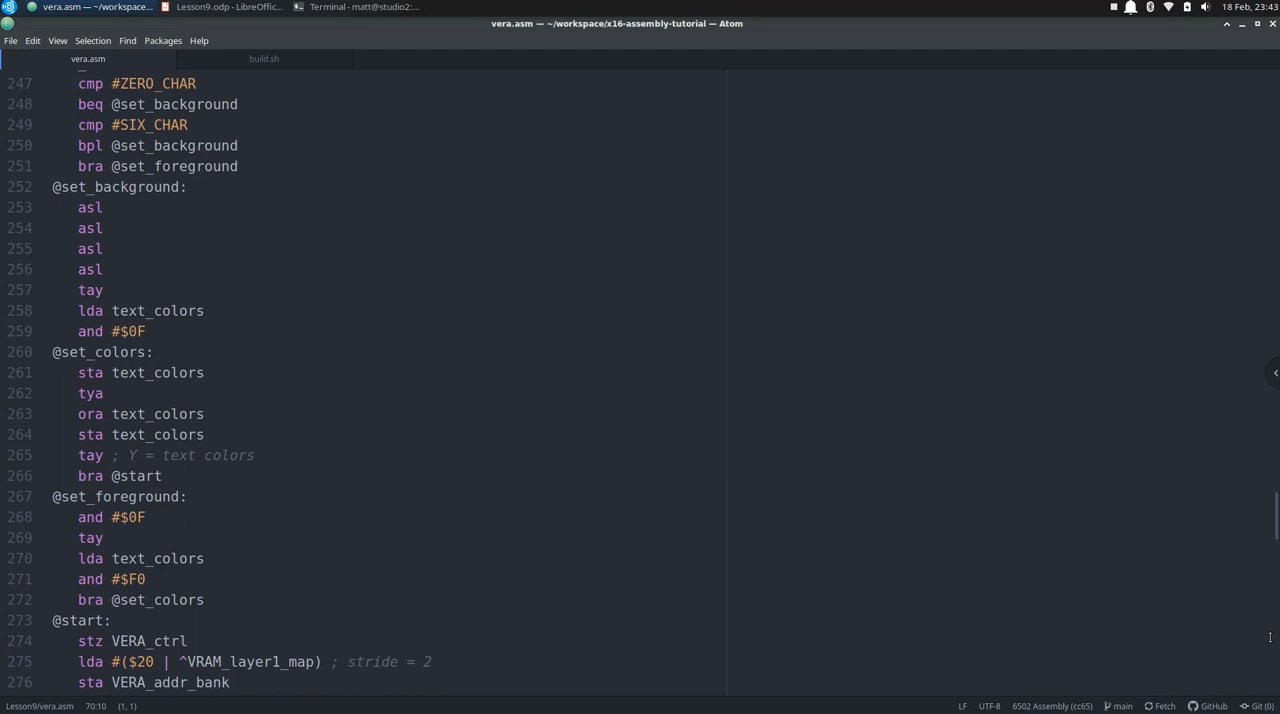 vera.asm — ~/workspace... Lesson9.odp - LibreOffic... Terminal - matt@studio2:... 18 Feb, 23:43
vera.asm — ~/workspace/x16-assembly-tutorial — Atom
File Edit View Selection Find Packages Help
vera.asm build.sh
247 cmp #ZERO_CHAR
248 beq @set_background
249 cmp #SIX_CHAR
250 bpl @set_background
251 bra @set_foreground
252 @set_background:
253 asl
254 asl
255 asl
256 asl
257 tay
258 lda text_colors
259 and #$0F
260 @set_colors:
261 sta text_colors
262 tya
263 ora text_colors
264 sta text_colors
265 tay ; Y = text colors
266 bra @start
267 @set_foreground:
268 and #$0F
269 tay
270 lda text_colors
271 and #$F0
272 bra @set_colors
273 @start:
274 stz VERA_ctrl
275 lda #($20 | ^VRAM_layer1_map) ; stride = 2
276 sta VERA_addr_bank
Lesson9/vera.asm 70:10 (1, 1) LF UTF-8 6502 Assembly (cc65) main Fetch GitHub Git (0)